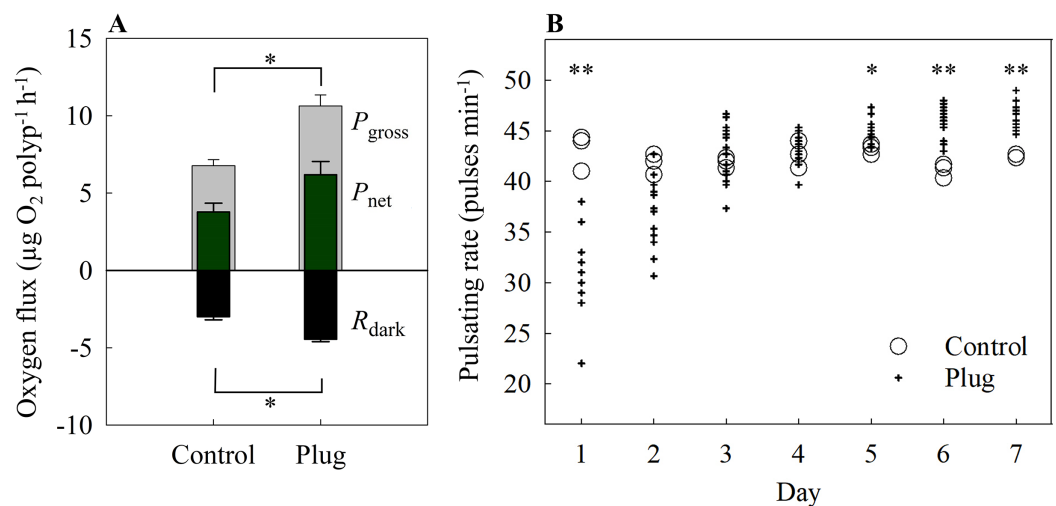 A
Oxygen flux (µg O2 polyp-1 h-1)
15
10
5
0
-5
-10
*
Pgross
Pnet
Rdark
*
Control
Plug
B
Pulsating rate (pulses min-1)
50
45
40
35
30
25
20
**
*
**
**
Control
Plug
1 2 3 4 5 6 7
Day